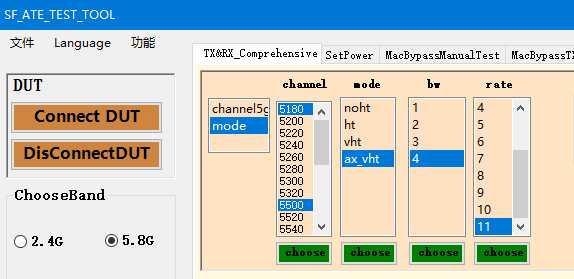 SF_ATE_TEST_TOOL
文件 Language 功能
TX&RX_Comprehensive SetPower MacBypassManualTest MacBypassTX
DUT
Connect DUT
DisConnectDUT
ChooseBand
2.4G 5.8G
channel mode bw rate
channel5g
mode
5180
5200
5220
5240
5260
5280
5300
5320
5500
5520
5540
noht
ht
vht
ax_vht
1
2
3
4
4
5
6
7
8
9
10
11
choose choose choose choose